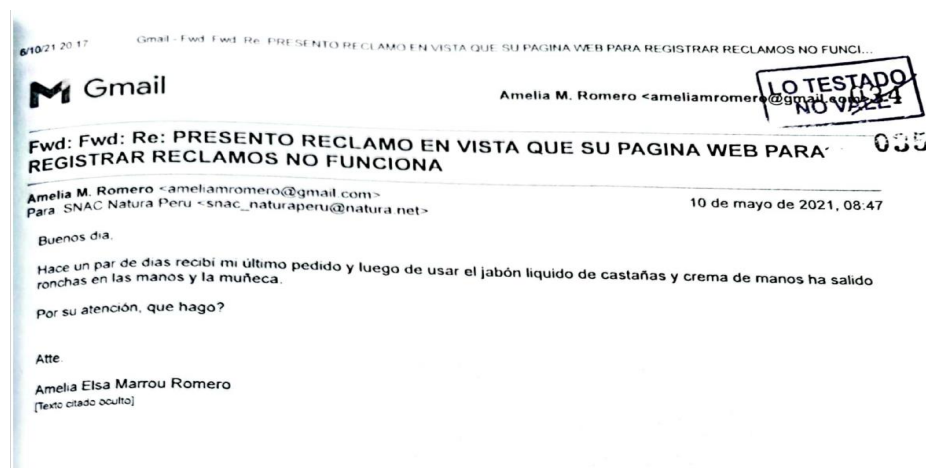 6/10/21 20:17
Gmail - Fwd: Fwd: Re: PRESENTO RECLAMO EN VISTA QUE SU PAGINA WEB PARA REGISTRAR RECLAMOS NO FUNCI...
Gmail
Amelia M. Romero <ameliamromero@gmail.com>
LO TESTADO
NO VALE
034
035
Fwd: Fwd: Re: PRESENTO RECLAMO EN VISTA QUE SU PAGINA WEB PARA
REGISTRAR RECLAMOS NO FUNCIONA
Amelia M. Romero <ameliamromero@gmail.com>
Para: SNAC Natura Peru <snac_naturaperu@natura.net>
10 de mayo de 2021, 08:47
Buenos dia.
Hace un par de dias recibí mi último pedido y luego de usar el jabón liquido de castañas y crema de manos ha salido
ronchas en las manos y la muñeca.
Por su atención, que hago?
Atte.
Amelia Elsa Marrou Romero
[Texto citado oculto]